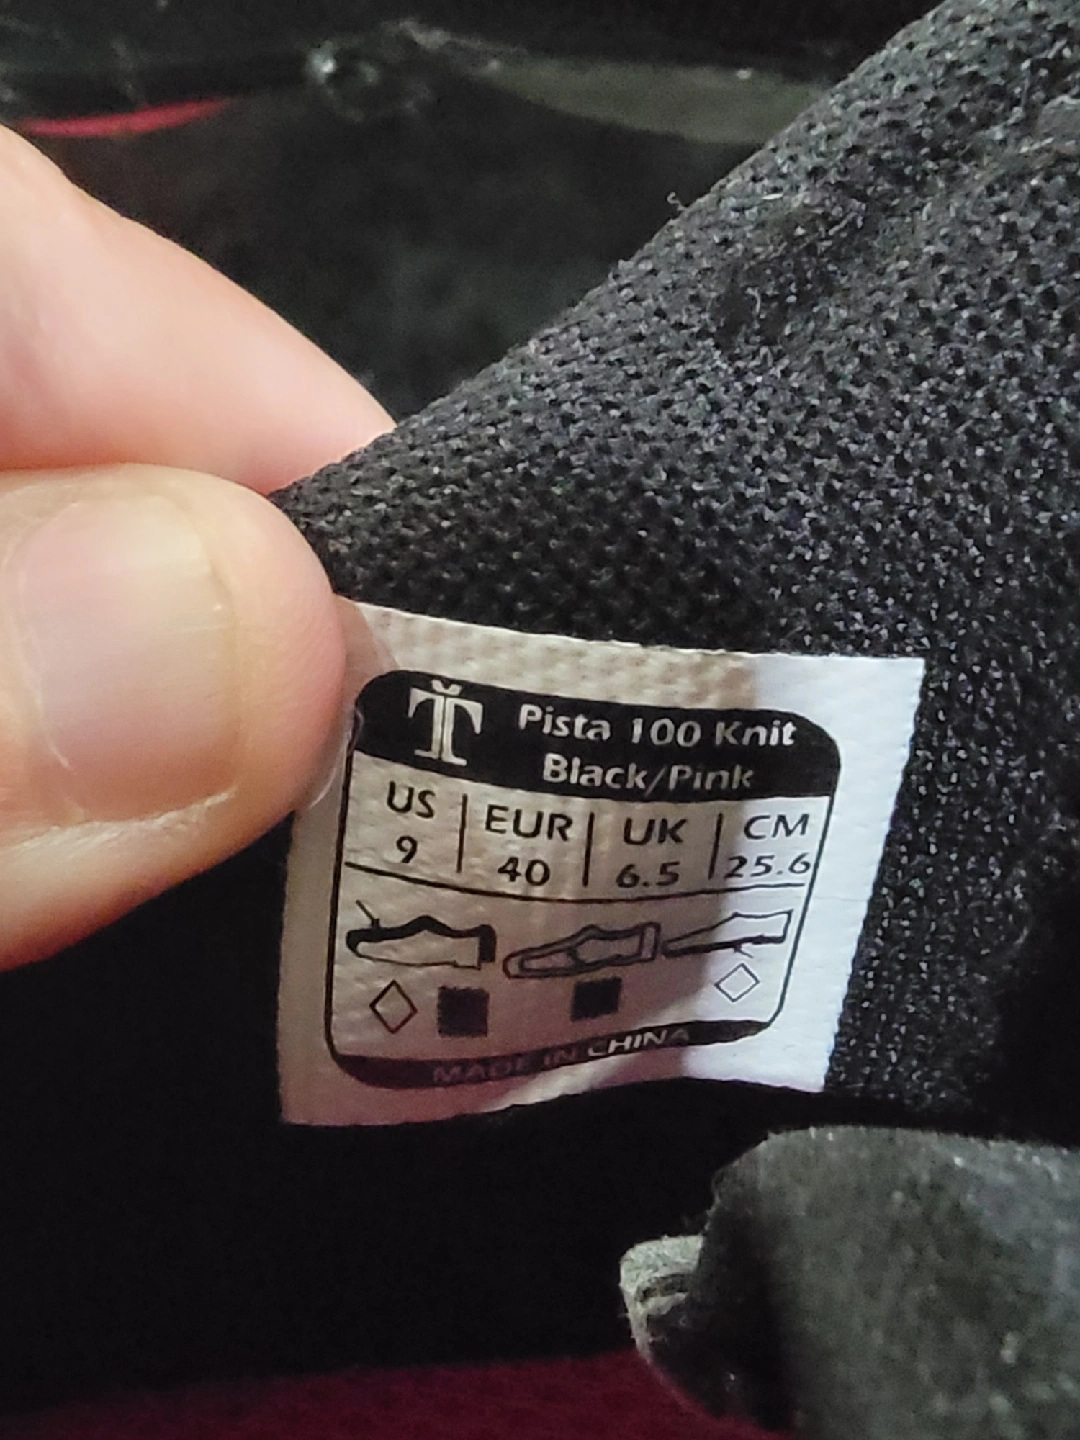 Pista 100 Knit
Black/Pink
US | EUR | UK | CM
9 | 40 | 6.5 | 25.6
MADE IN CHINA